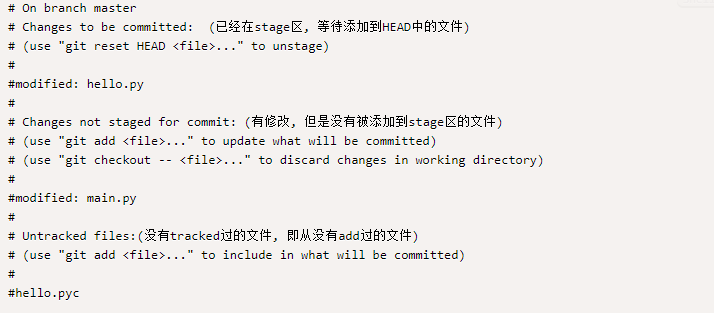 # On branch master
# Changes to be committed:  (已经在stage区, 等待添加到HEAD中的文件)
# (use "git reset HEAD <file>..." to unstage)
#
#modified: hello.py
#
# Changes not staged for commit: (有修改, 但是没有被添加到stage区的文件)
# (use "git add <file>..." to update what will be committed)
# (use "git checkout -- <file>..." to discard changes in working directory)
#
#modified: main.py
#
# Untracked files:(没有tracked过的文件, 即从没有add过的文件)
# (use "git add <file>..." to include in what will be committed)
#
#hello.pyc